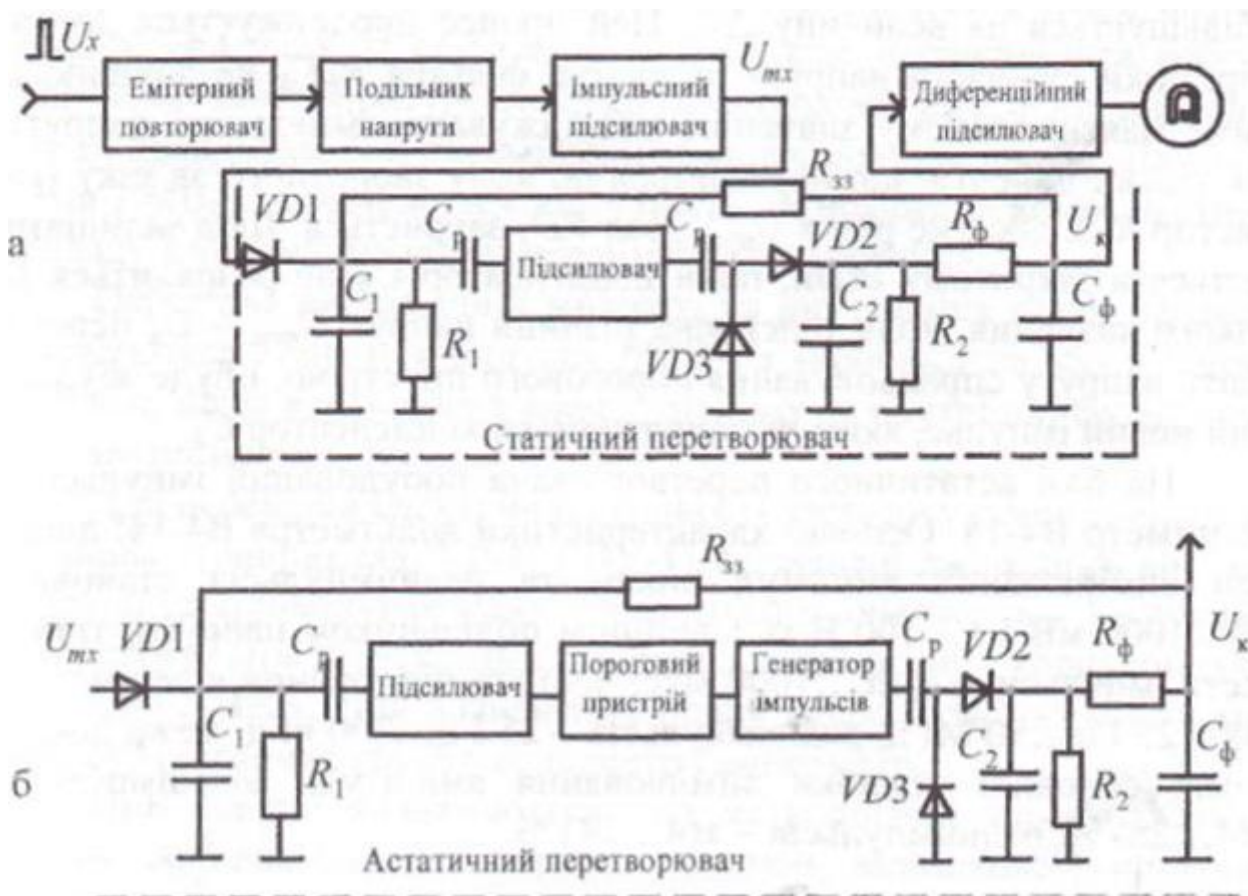 Uх
Umx
Емітерний повторювач
Подільник напруги
Імпульсний підсилювач
Диференційний підсилювач
Rзз
а
VD1
Cр
Cр
VD2
Rф
Uк
C1
R1
Підсилювач
VD3
C2
R2
Cф
Статичний перетворювач
Rзз
Umx
VD1
Cр
Cр
VD2
Rф
Uк
Підсилювач
Пороговий пристрій
Генератор імпульсів
C1
R1
б
VD3
C2
R2
Cф
Астатичний перетворювач